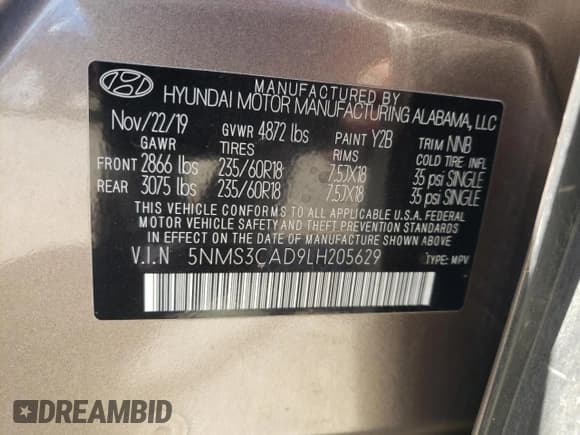 MANUFACTURED BY
HYUNDAI MOTOR MANUFACTURING ALABAMA, LLC
Nov/22/19 GVWR 4872 lbs PAINT Y2B TRIM NNB
GAWR TIRES RIMS COLD TIRE INFL
FRONT 2866 lbs 235/60R18 7.5JX18 35 psi SINGLE
REAR 3075 lbs 235/60R18 7.5JX18 35 psi SINGLE
THIS VEHICLE CONFORMS TO ALL APPLICABLE U.S.A. FEDERAL
MOTOR VEHICLE SAFETY AND THEFT PREVENTION STANDARDS
IN EFFECT ON THE DATE OF MANUFACTURE SHOWN ABOVE.
V.I.N 5NMS3CAD9LH205629 TYPE: MPV
DREAMBID